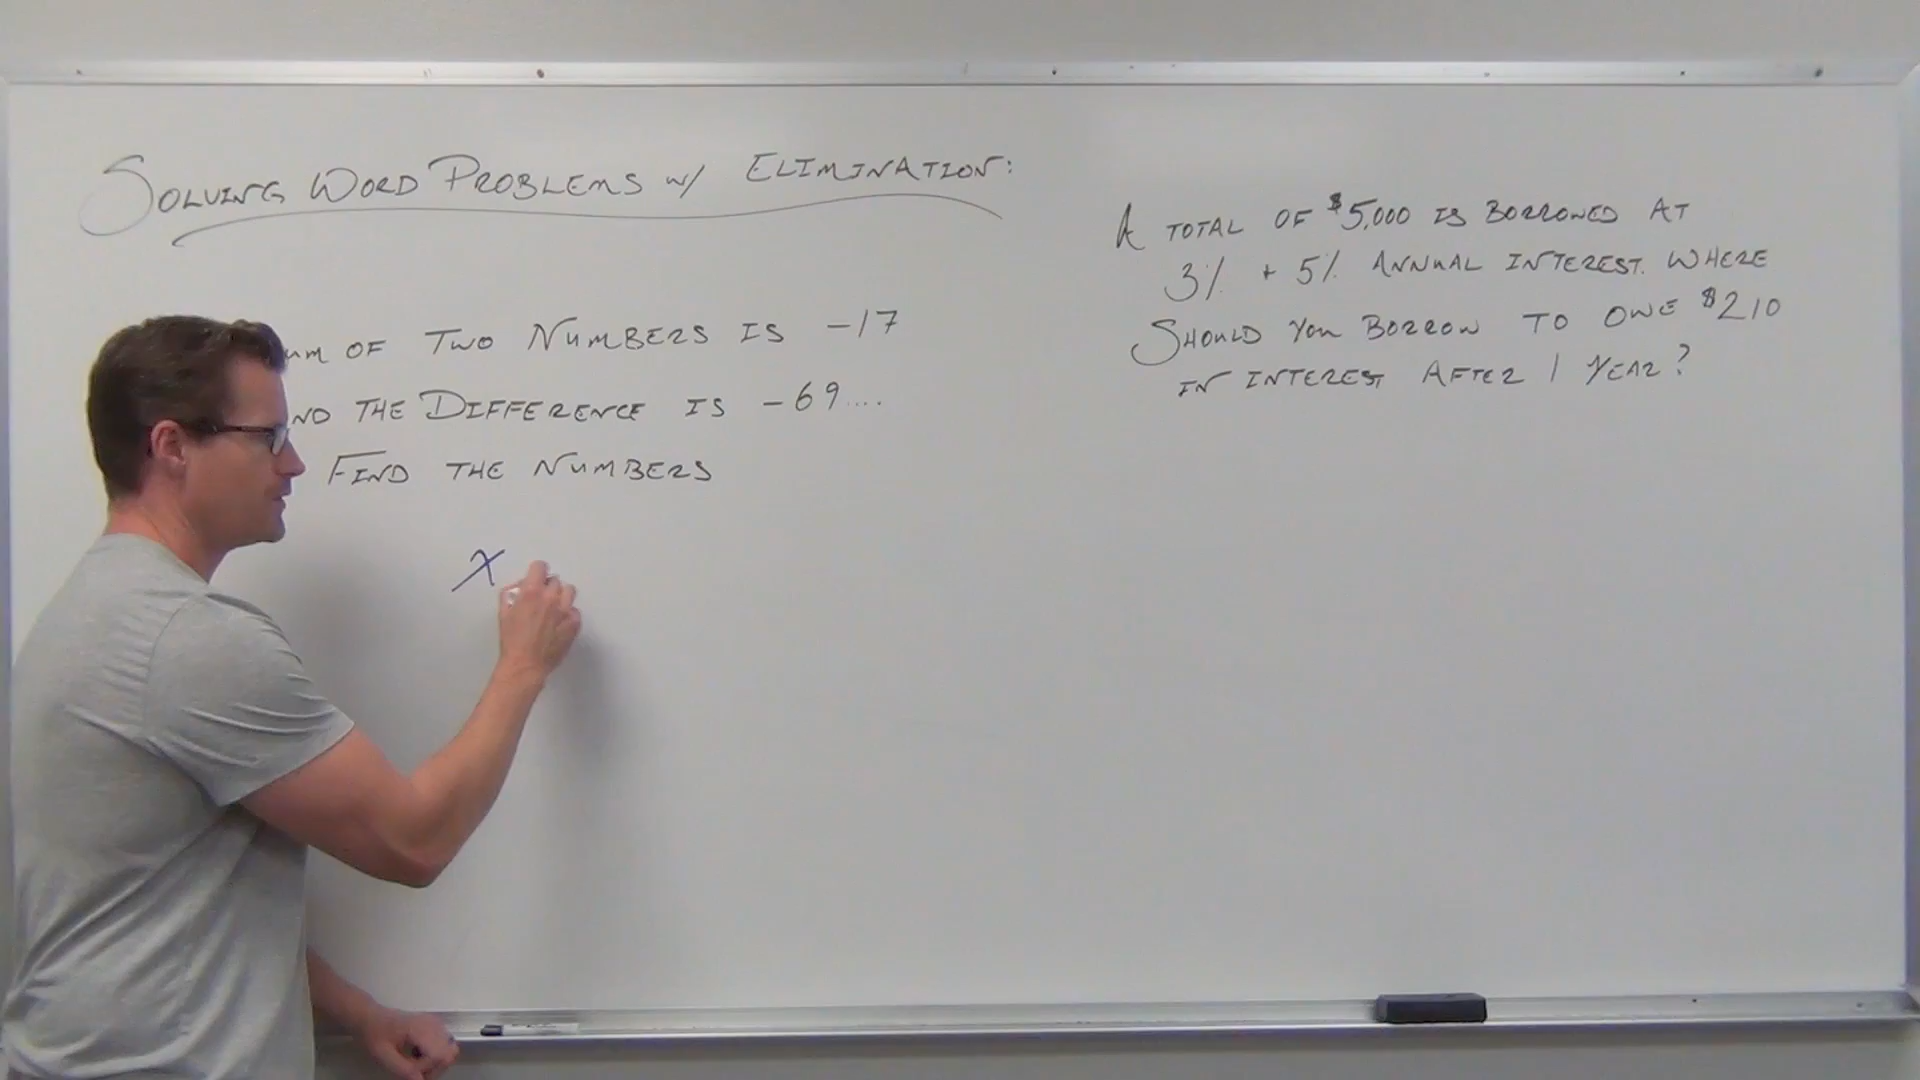 SOLVING WORD PROBLEMS w/ ELIMINATION:
UM OF TWO NUMBERS IS -17
ND THE DIFFERENCE IS -69....
FIND THE NUMBERS
X
A TOTAL OF $5,000 IS BORROWED AT
3% + 5% ANNUAL INTEREST. WHERE
SHOULD YOU BORROW TO OWE $210
IN INTEREST AFTER 1 YEAR?